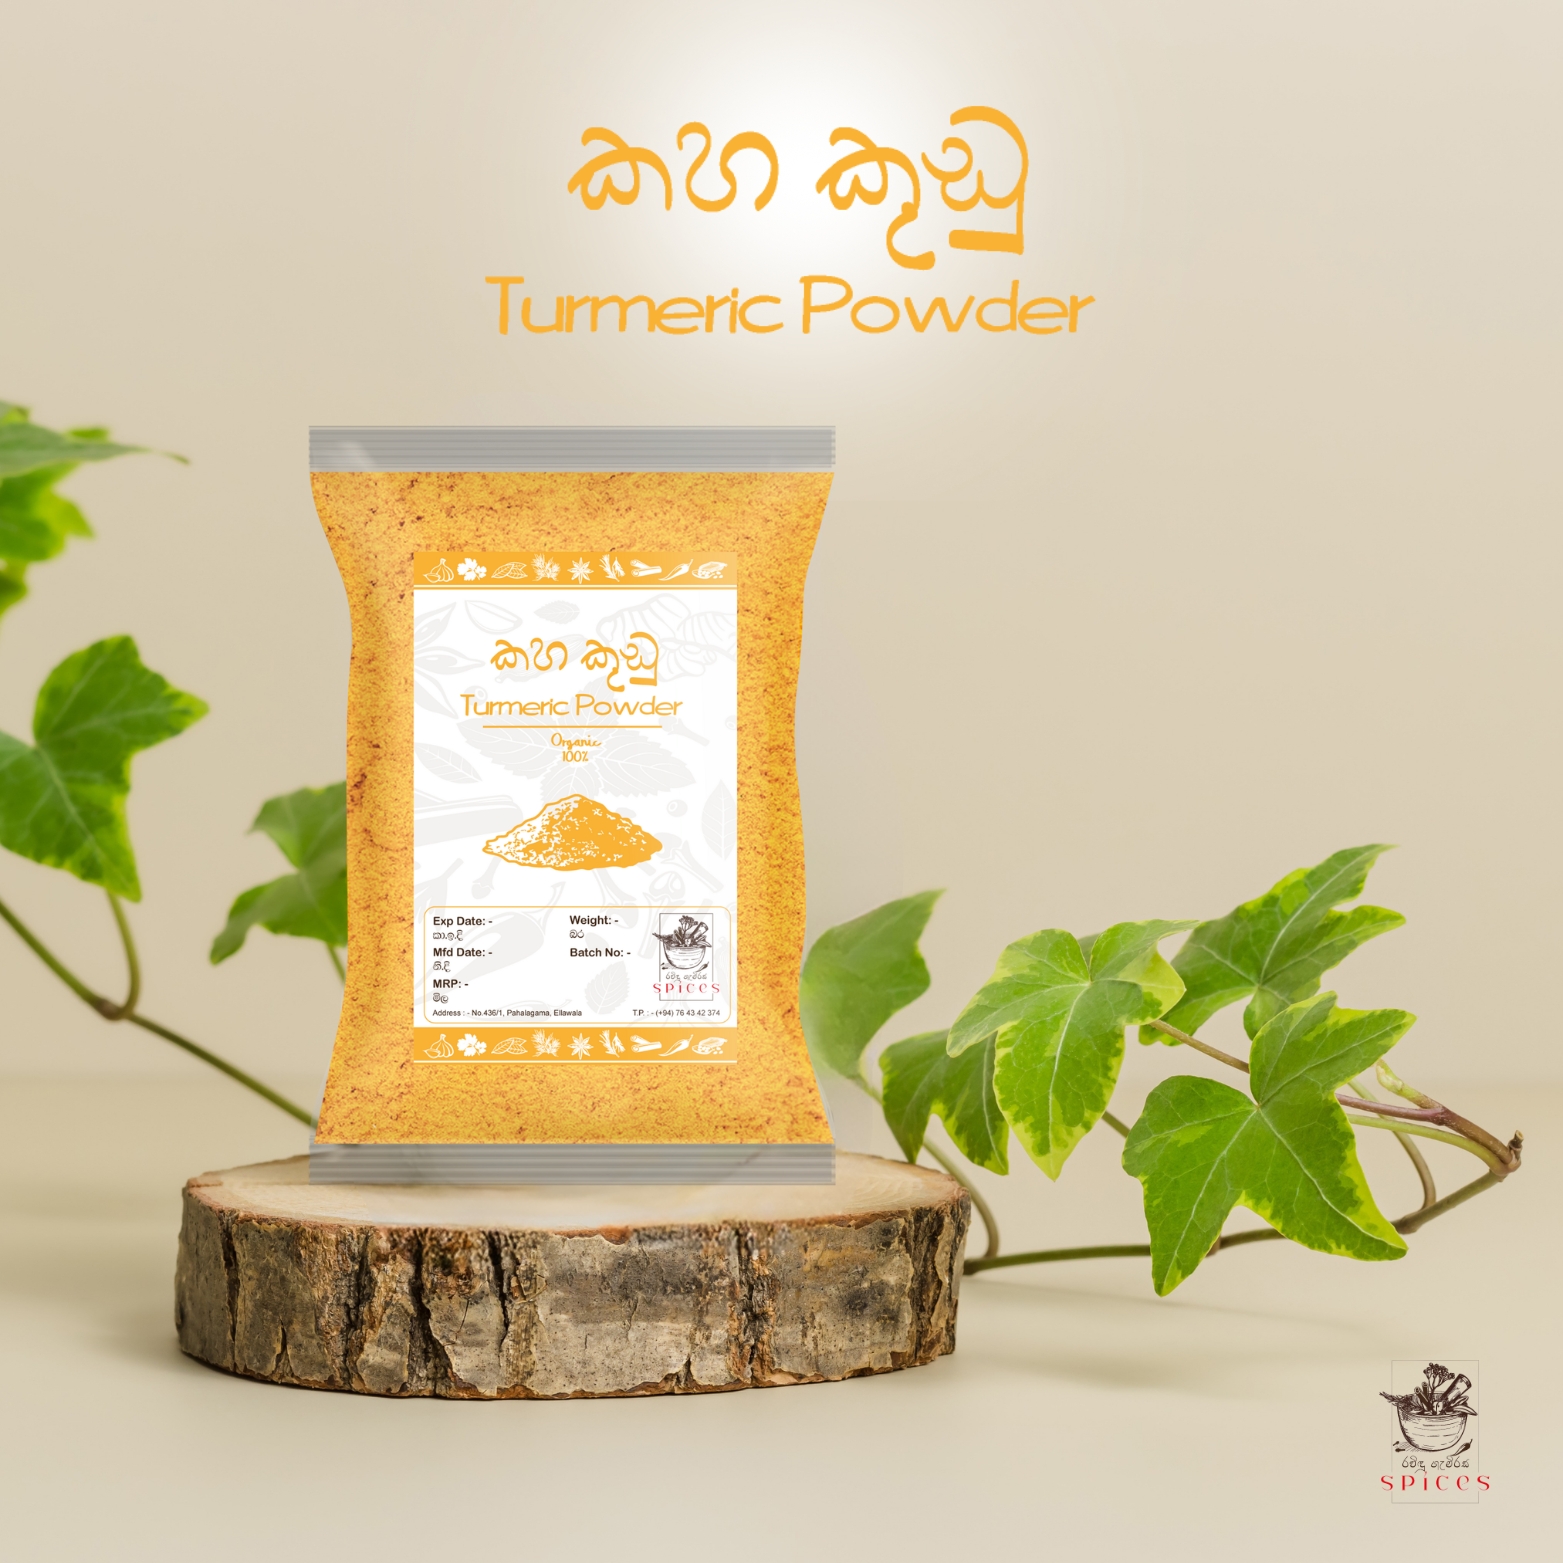 කහ කුඩු
Turmeric Powder
කහ කුඩු
Turmeric Powder
Organic
100%
Exp Date: -
කා.ඉ.දි
Mfd Date: -
නි.දි
MRP: -
මිල
Weight: -
බර
Batch No: -
SPICES
Address : - No.436/1, Pahalagama, Ellawala
T.P. : - (+94) 76 43 42 374
SPICES